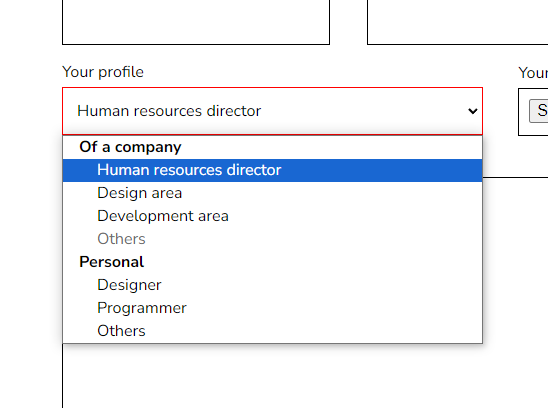 Your profile
Your
Human resources director
S
Of a company
Human resources director
Design area
Development area
Others
Personal
Designer
Programmer
Others